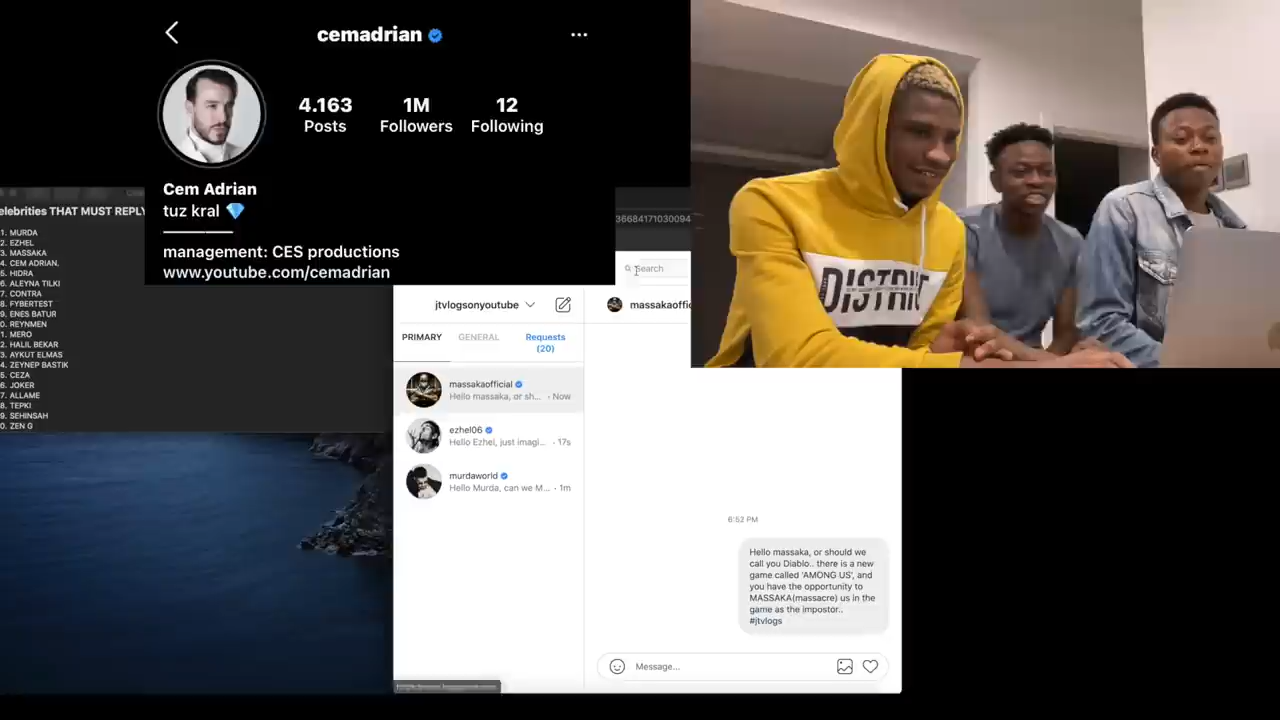 cemadrian
4.163
Posts
1M
Followers
12
Following
Cem Adrian
tuz kral 💎
management: CES productions
www.youtube.com/cemadrian
elebrities THAT MUST REPLY
1. MURDA
2. EZHEL
3. MASSAKA
4. CEM ADRIAN.
5. HIDRA
6. ALEYNA TILKI
7. CONTRA
8. FYBERTEST
9. ENES BATUR
0. REYNMEN
1. MERO
2. HALIL BEKAR
3. AYKUT ELMAS
4. ZEYNEP BASTIK
5. CEZA
6. JOKER
7. ALLAME
8. TEPKI
9. SEHINSAH
0. ZEN G
36684171030094
Search
jtvlogsonyoutube
PRIMARY
GENERAL
Requests
(20)
massakaofficial
Hello massaka, or sh... · Now
ezhel06
Hello Ezhel, just imagi... · 17s
murdaworld
Hello Murda, can we M... · 1m
massakaoffic
6:52 PM
Hello massaka, or should we
call you Diablo.. there is a new
game called 'AMONG US', and
you have the opportunity to
MASSAKA(massacre) us in the
game as the impostor..
#jtvlogs
Message...
DISTRICT